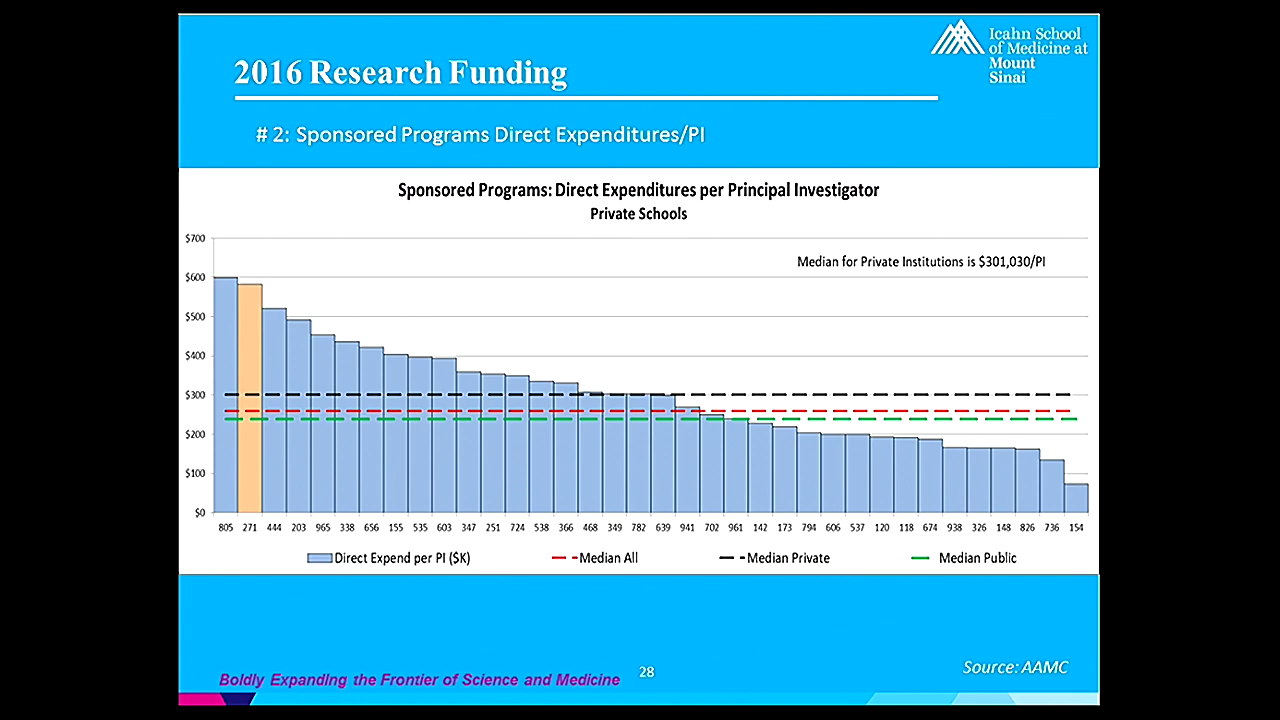 Icahn School
of Medicine at
Mount
Sinai
2016 Research Funding
# 2: Sponsored Programs Direct Expenditures/PI
Sponsored Programs: Direct Expenditures per Principal Investigator
Private Schools
Median for Private Institutions is $301,030/PI
$700
$600
$500
$400
$300
$200
$100
$0
805 271 444 203 965 338 656 155 535 603 347 251 724 538 366 468 349 782 639 941 702 961 142 173 794 606 537 120 118 674 938 326 148 826 736 154
Direct Expend per PI ($K) Median All Median Private Median Public
Source: AAMC
28
Boldly Expanding the Frontier of Science and Medicine